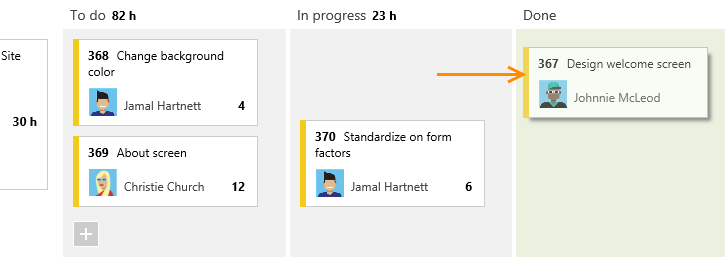 To do 82 h
In progress 23 h
Done
Site
30 h
368 Change background
color
Jamal Hartnett 4
369 About screen
Christie Church 12
370 Standardize on form
factors
Jamal Hartnett 6
367 Design welcome screen
Johnnie McLeod